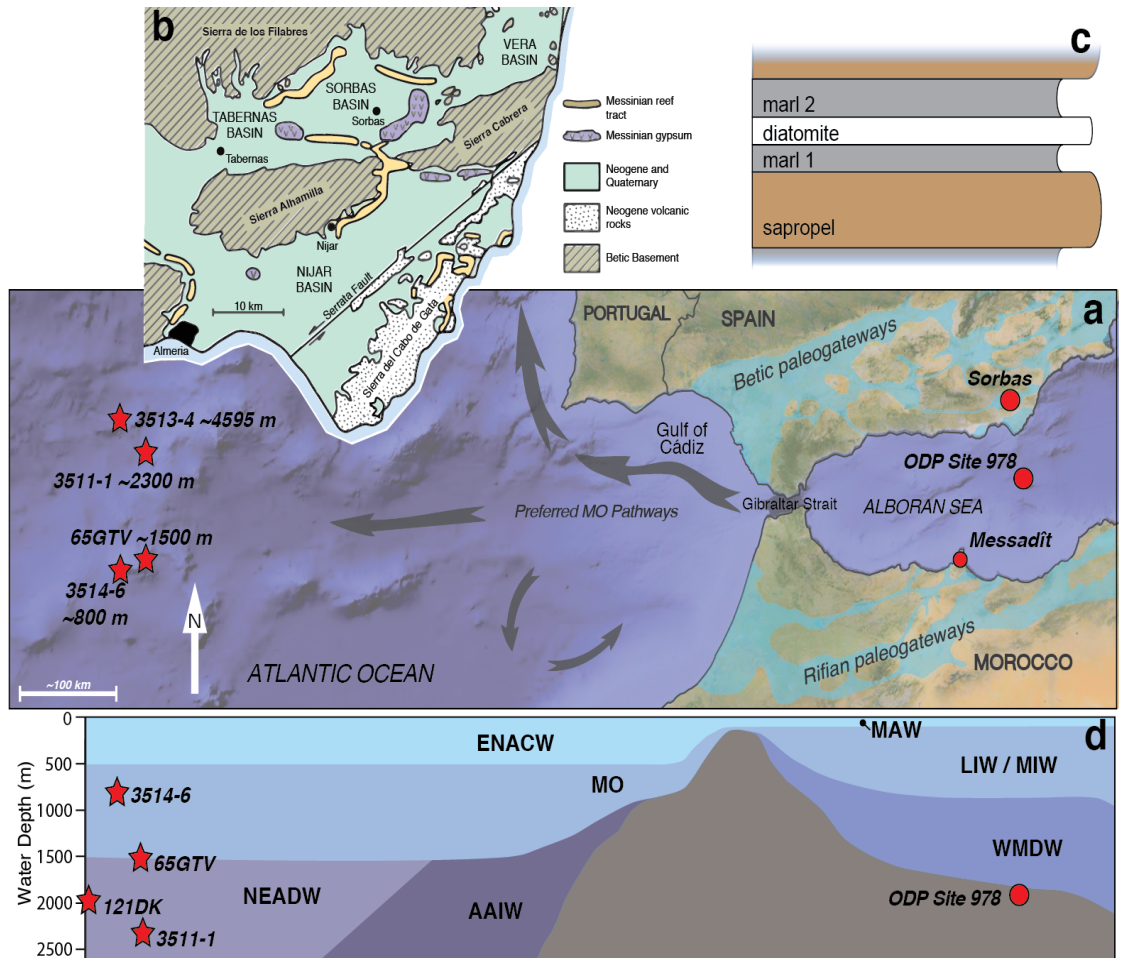 b
Sierra de los Filabres
VERA
BASIN
SORBAS
BASIN
Sorbas
TABERNAS
BASIN
Tabernas
Sierra Cabrera
Sierra Alhamilla
Nijar
NIJAR
BASIN
Serrata Fault
10 km
Sierra del Cabo de Gata
Almeria
Messinian reef
tract
Messinian gypsum
Neogene and
Quaternary
Neogene volcanic
rocks
Betic Basement
c
marl 2
diatomite
marl 1
sapropel
a
PORTUGAL
SPAIN
Betic paleogateways
Sorbas
3513-4 ~4595 m
3511-1 ~2300 m
Gulf of
Cádiz
ODP Site 978
Gibraltar Strait
ALBORAN SEA
Preferred MO Pathways
65GTV ~1500 m
Messadît
3514-6
~800 m
N
Rifian paleogateways
MOROCCO
ATLANTIC OCEAN
~100 km
d
Water Depth (m)
0
500
1000
1500
2000
2500
ENACW
MAW
LIW / MIW
MO
3514-6
WMDW
65GTV
NEADW
ODP Site 978
121DK
AAIW
3511-1